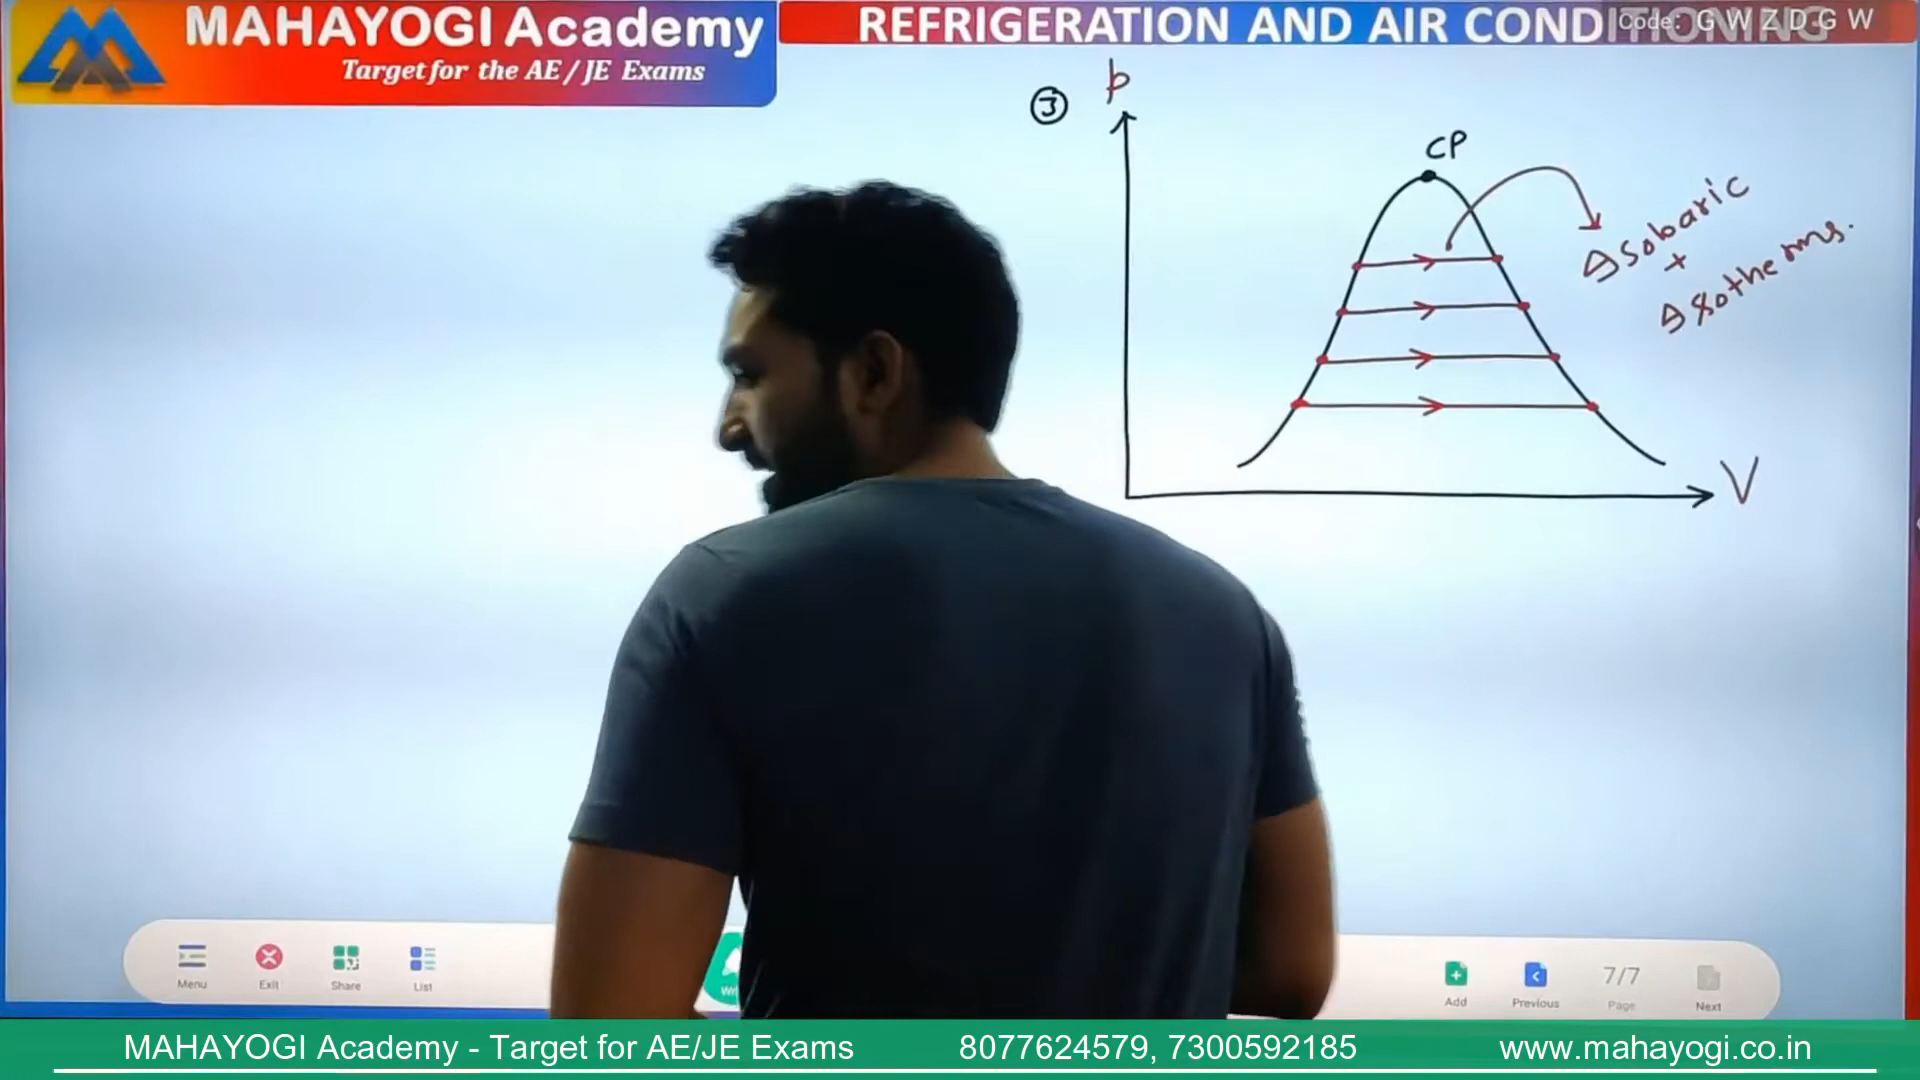 MAHAYOGI Academy
Target for the AE / JE Exams
REFRIGERATION AND AIR CONDITIONING
Code: G W Z D G W
③
p
CP
Isobaric
+
Isotherms.
V
Menu
Exit
Share
List
Add
Previous
7/7
Page
Next
MAHAYOGI Academy - Target for AE/JE Exams 8077624579, 7300592185 www.mahayogi.co.in